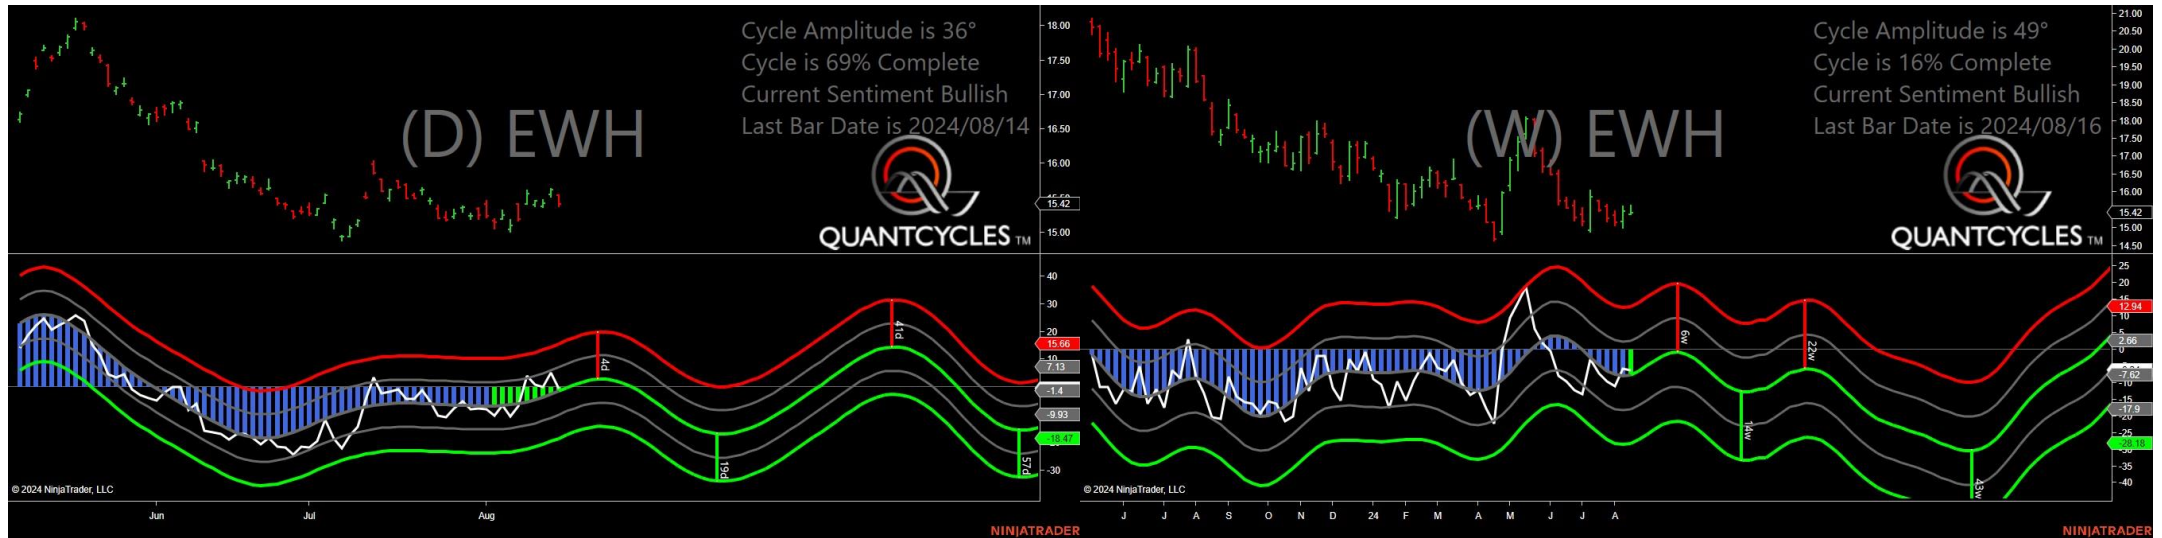 Cycle Amplitude is 36°
Cycle is 69% Complete
Current Sentiment Bullish
Last Bar Date is 2024/08/14
(D) EWH
QUANTCYCLES TM
18.00
17.50
17.00
16.50
16.00
15.42
15.00
40
30
20
15.66
7.13
-1.4
-9.93
-18.47
-30
4d
19d
41d
57d
© 2024 NinjaTrader, LLC
Jun
Jul
Aug
NINJATRADER
Cycle Amplitude is 49°
Cycle is 16% Complete
Current Sentiment Bullish
Last Bar Date is 2024/08/16
(W) EWH
QUANTCYCLES TM
21.00
20.50
20.00
19.50
19.00
18.50
18.00
17.50
17.00
16.50
16.00
15.42
15.00
14.50
25
20
12.94
10
5
2.66
0
-7.62
-10
-15
-17.9
-25
-28.18
-35
-40
6w
14w
22w
43w
© 2024 NinjaTrader, LLC
J
J
A
S
O
N
D
24
F
M
A
M
J
J
A
NINJATRADER